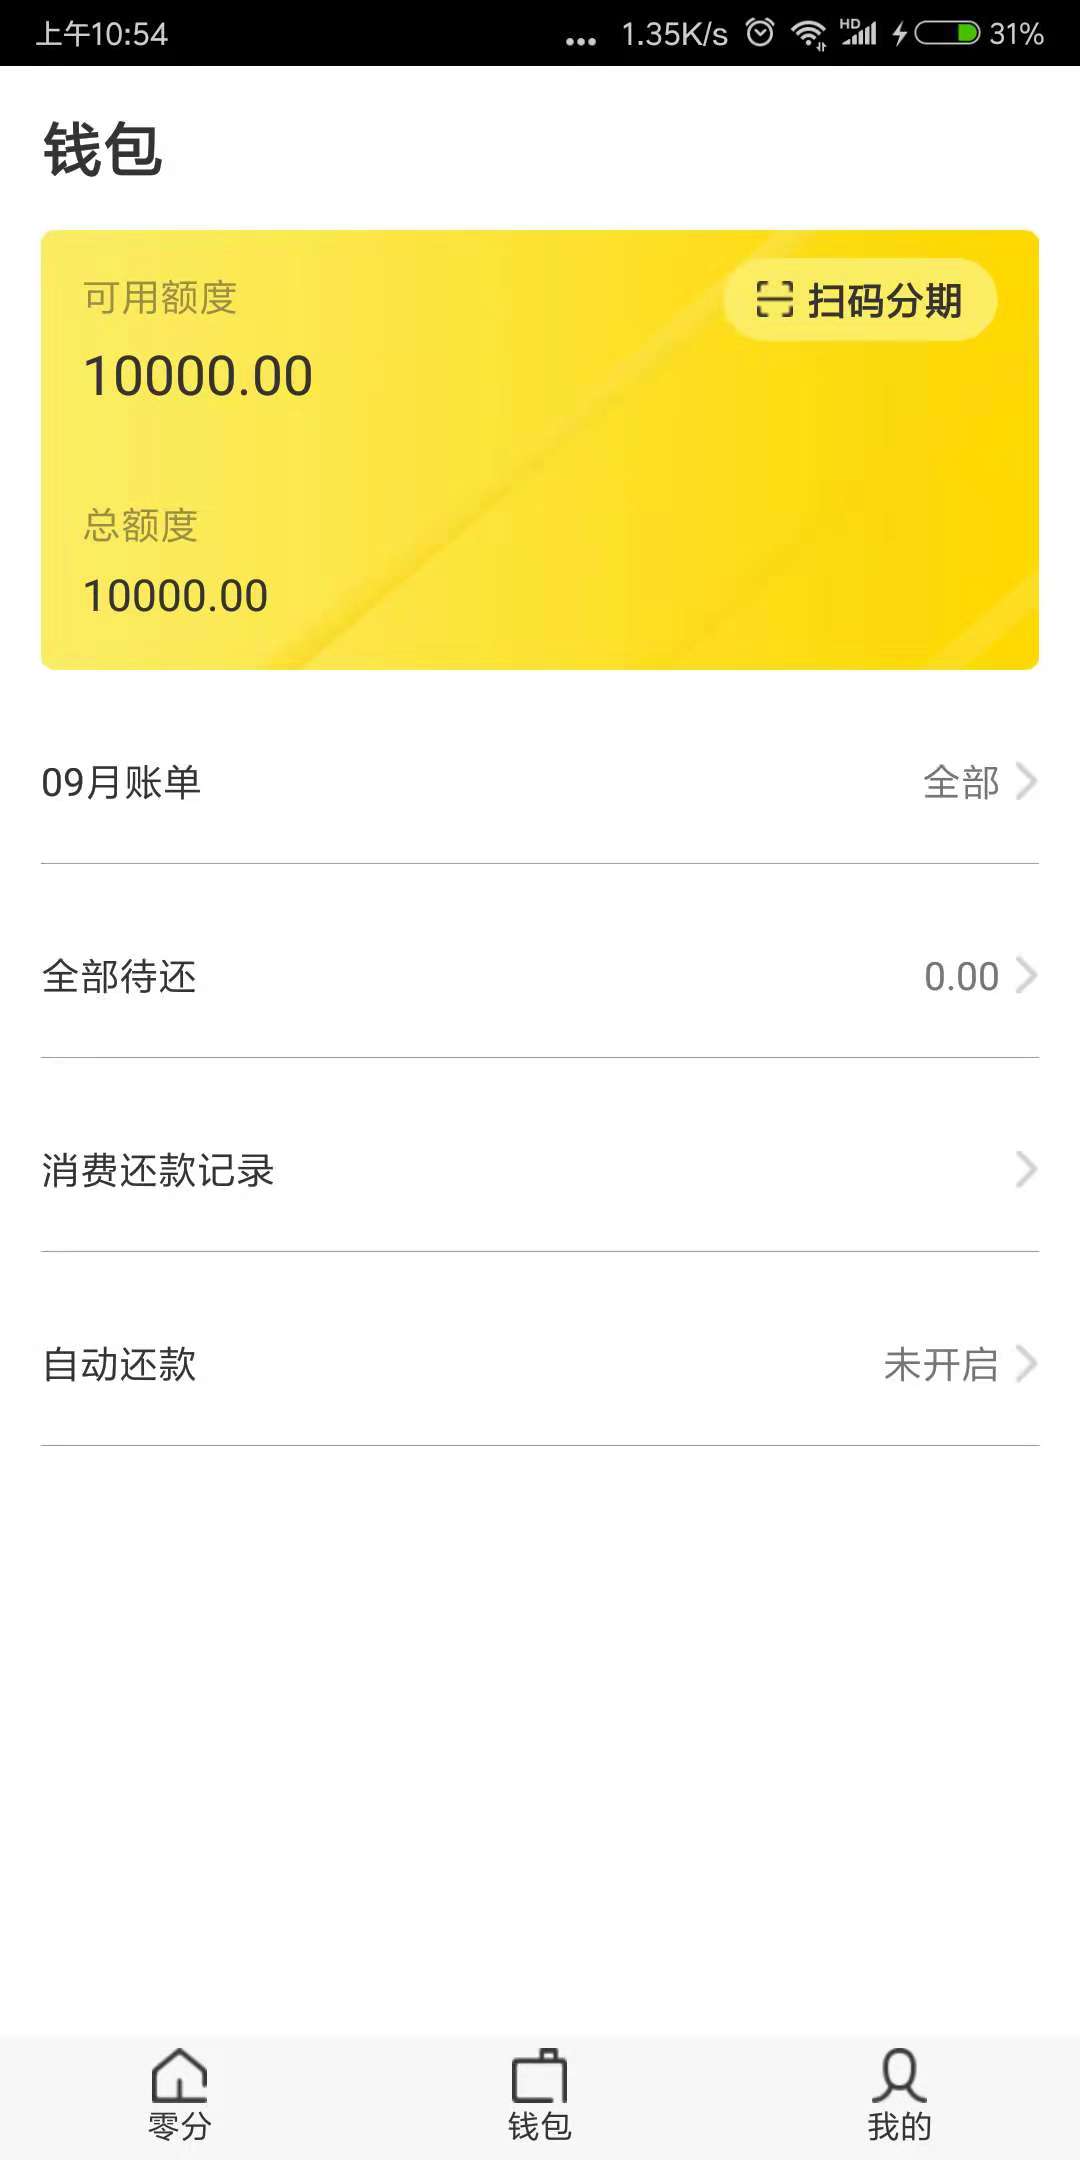 上午10:54
... 1.35K/s HD 31%
钱包
可用额度
扫码分期
10000.00
总额度
10000.00
09月账单 全部
全部待还 0.00
消费还款记录
自动还款 未开启
零分 钱包 我的